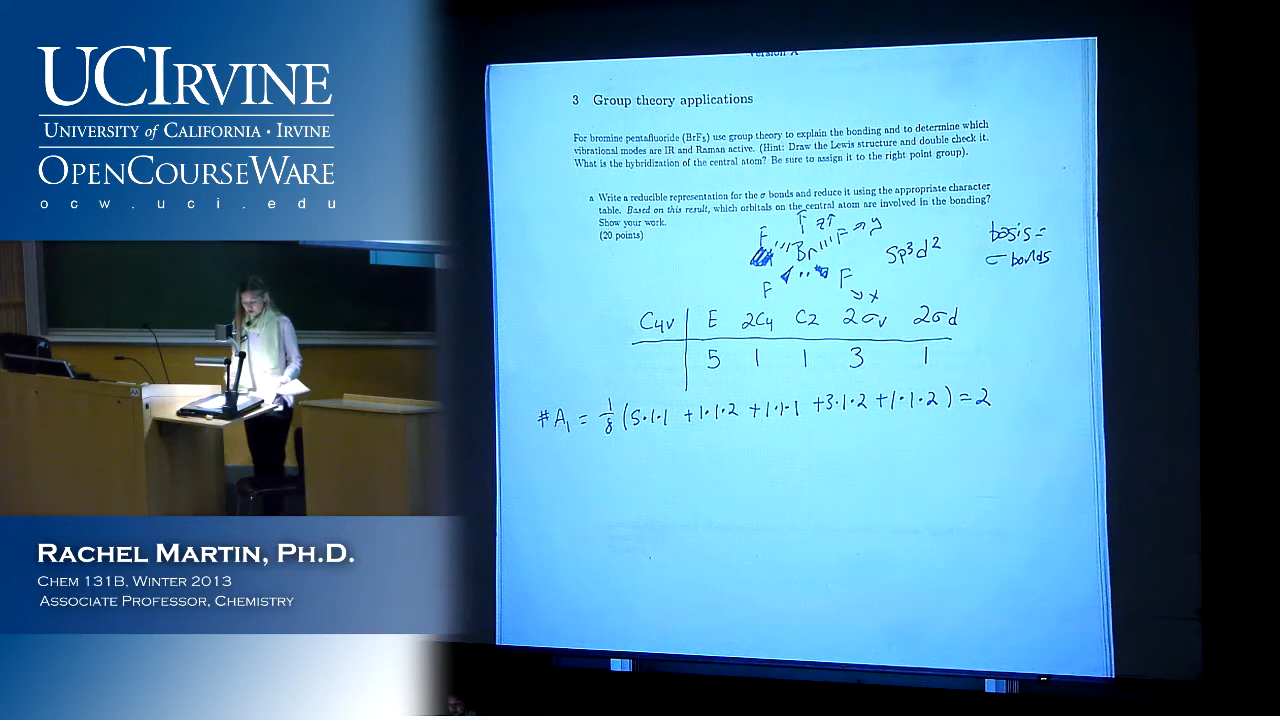 UCIRVINE
UNIVERSITY of CALIFORNIA · IRVINE
OPENCOURSEWARE
ocw.uci.edu
RACHEL MARTIN, PH.D.
CHEM 131B, WINTER 2013
ASSOCIATE PROFESSOR, CHEMISTRY
Version A
3 Group theory applications
For bromine pentafluoride (BrF₅) use group theory to explain the bonding and to determine which
vibrational modes are IR and Raman active. (Hint: Draw the Lewis structure and double check it.
What is the hybridization of the central atom? Be sure to assign it to the right point group).
a Write a reducible representation for the σ bonds and reduce it using the appropriate character
table. Based on this result, which orbitals on the central atom are involved in the bonding?
Show your work.
(20 points)
F z↑
F Br F → y
F F
↘ x
sp³d²
basis =
σ bonds
C₄ᵥ E 2C₄ C₂ 2σᵥ 2σd
5 1 1 3 1
#A₁ = 1/8 (5·1·1 + 1·1·2 + 1·1·1 + 3·1·2 + 1·1·2) = 2